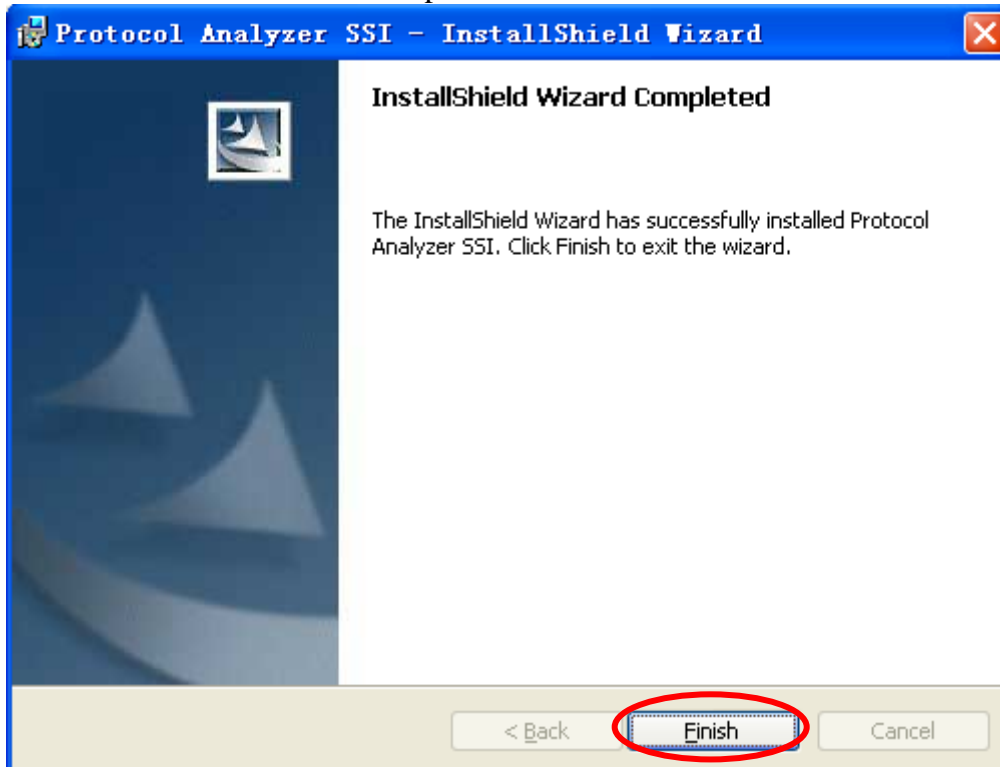 Protocol Analyzer SSI - InstallShield Wizard
InstallShield Wizard Completed
The InstallShield Wizard has successfully installed Protocol
Analyzer SSI. Click Finish to exit the wizard.
< Back Finish Cancel